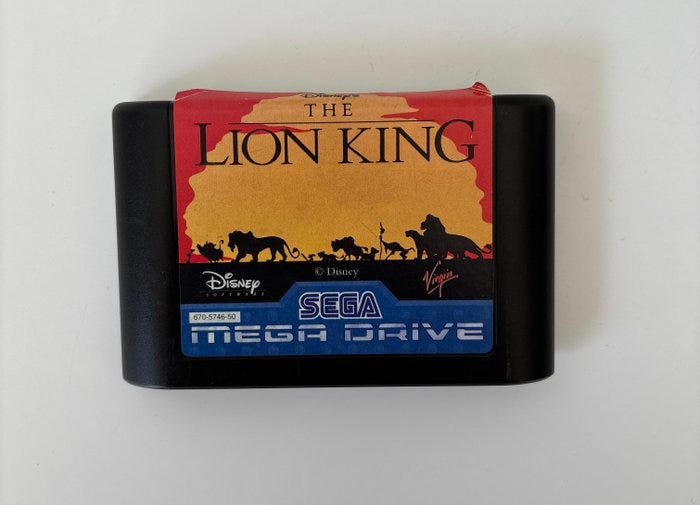 Disney's
THE
LION KING
© Disney
Disney
SOFTWARE
Virgin
SEGA
670-5746-50
MEGA DRIVE